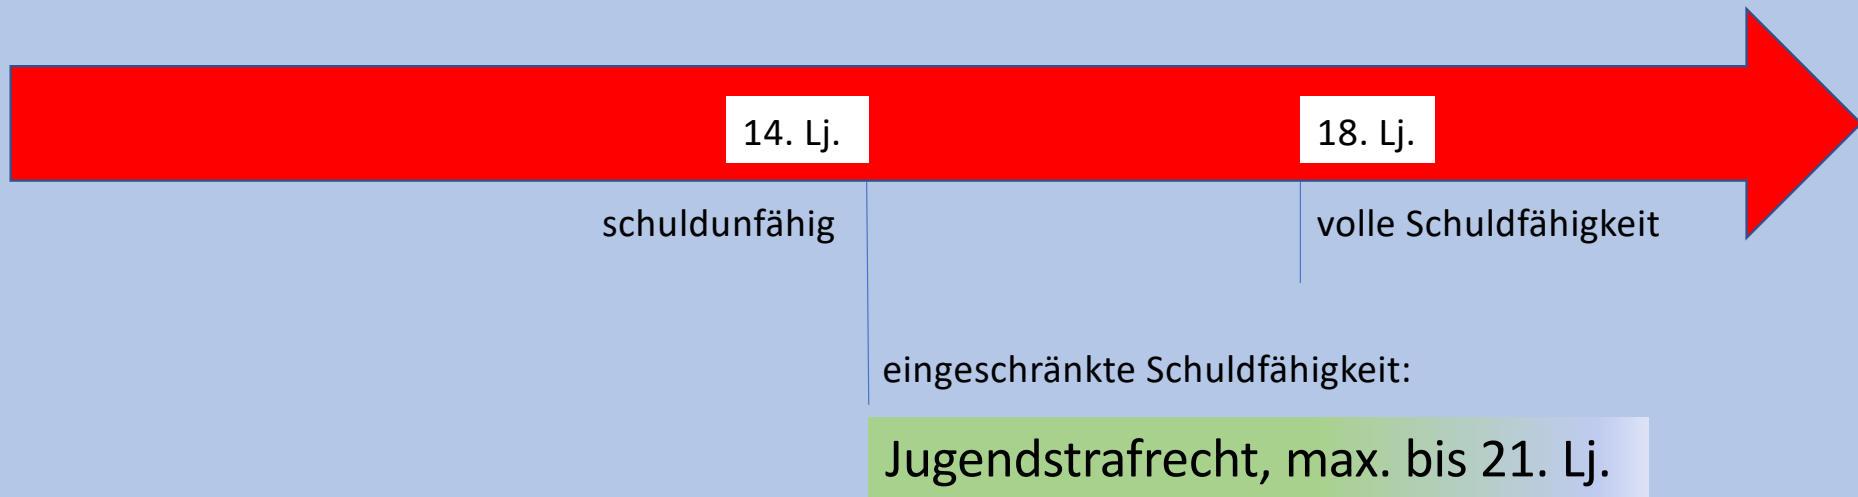 14. Lj.
18. Lj.
schuldunfähig
volle Schuldfähigkeit
eingeschränkte Schuldfähigkeit:
Jugendstrafrecht, max. bis 21. Lj.